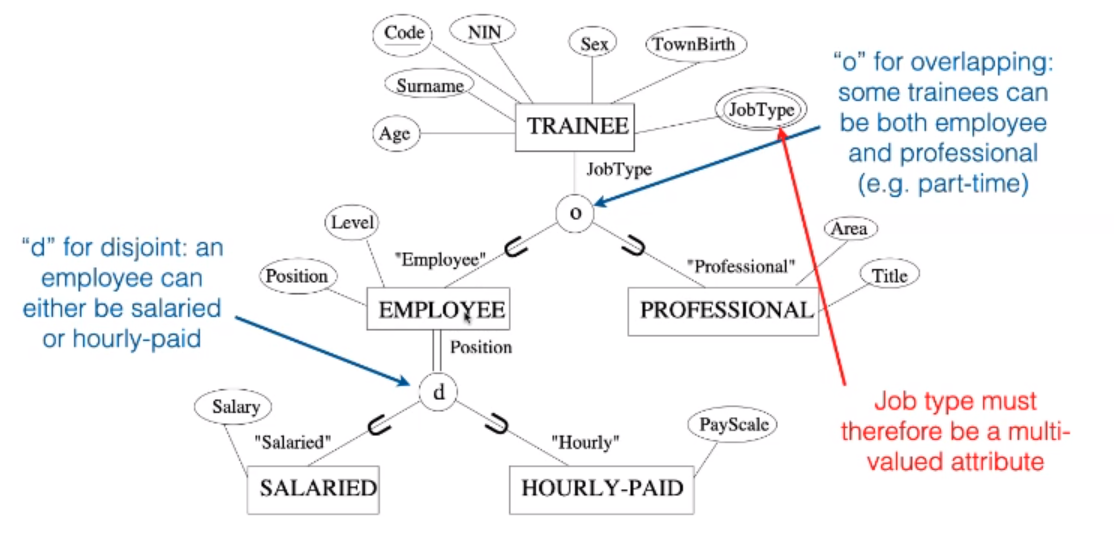 Code
NIN
Sex
TownBirth
Surname
JobType
Age
TRAINEE
JobType
o
"o" for overlapping:
some trainees can
be both employee
and professional
(e.g. part-time)
Level
Area
"Employee"
"Professional"
Position
Title
EMPLOYEE
PROFESSIONAL
"d" for disjoint: an
employee can
either be salaried
or hourly-paid
Position
d
Salary
PayScale
"Salaried"
"Hourly"
SALARIED
HOURLY-PAID
Job type must
therefore be a multi-
valued attribute